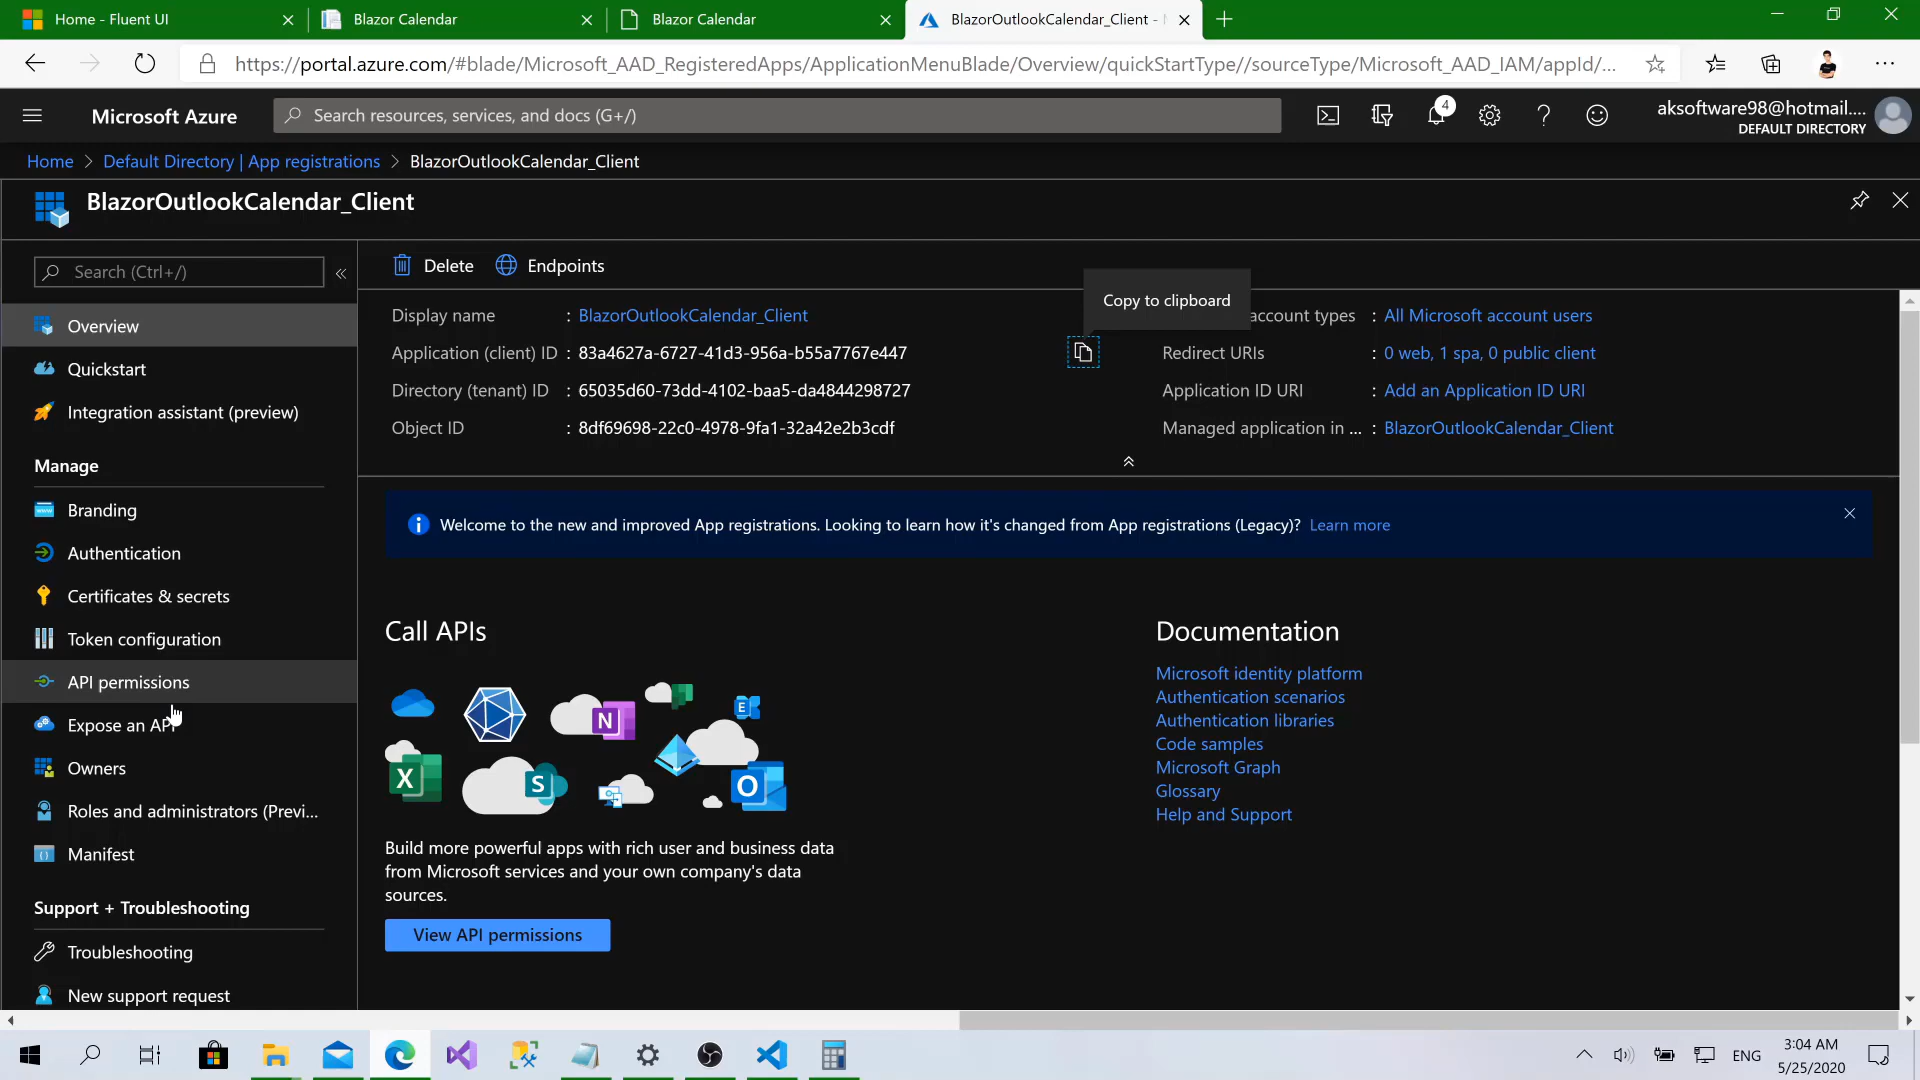 Home - Fluent UI
Blazor Calendar
Blazor Calendar
BlazorOutlookCalendar_Client -
https://portal.azure.com/#blade/Microsoft_AAD_RegisteredApps/ApplicationMenuBlade/Overview/quickStartType//sourceType/Microsoft_AAD_IAM/appId/...
Microsoft Azure
Search resources, services, and docs (G+/)
4
aksoftware98@hotmail....
DEFAULT DIRECTORY
Home > Default Directory | App registrations > BlazorOutlookCalendar_Client
BlazorOutlookCalendar_Client
Search (Ctrl+/)
«
Overview
Quickstart
Integration assistant (preview)
Manage
Branding
Authentication
Certificates & secrets
Token configuration
API permissions
Expose an API
Owners
Roles and administrators (Previ...
Manifest
Support + Troubleshooting
Troubleshooting
New support request
Delete
Endpoints
Copy to clipboard
Display name : BlazorOutlookCalendar_Client
Application (client) ID : 83a4627a-6727-41d3-956a-b55a7767e447
Directory (tenant) ID : 65035d60-73dd-4102-baa5-da4844298727
Object ID : 8df69698-22c0-4978-9fa1-32a42e2b3cdf
account types : All Microsoft account users
Redirect URIs : 0 web, 1 spa, 0 public client
Application ID URI : Add an Application ID URI
Managed application in ... : BlazorOutlookCalendar_Client
Welcome to the new and improved App registrations. Looking to learn how it's changed from App registrations (Legacy)? Learn more
Call APIs
N
E
X
S
O
Build more powerful apps with rich user and business data
from Microsoft services and your own company's data
sources.
View API permissions
Documentation
Microsoft identity platform
Authentication scenarios
Authentication libraries
Code samples
Microsoft Graph
Glossary
Help and Support
ENG
3:04 AM
5/25/2020